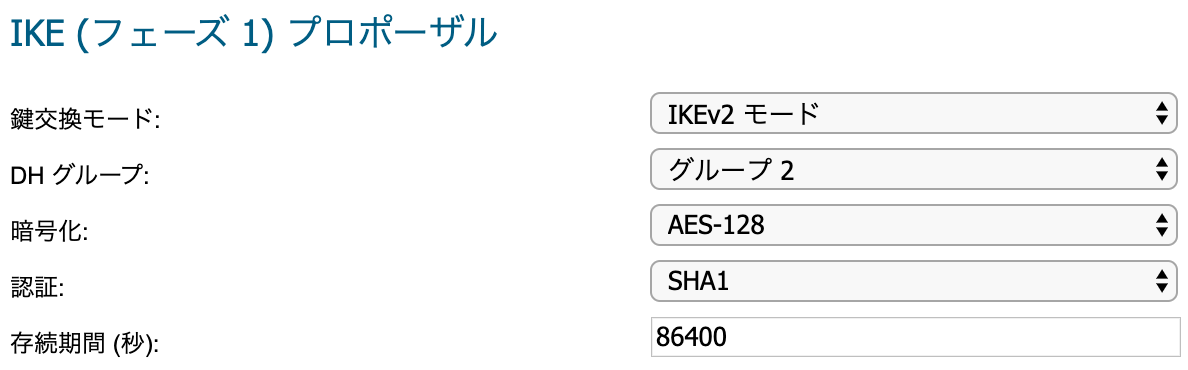 IKE (フェーズ 1) プロポーザル
鍵交換モード: IKEv2 モード
DH グループ: グループ 2
暗号化: AES-128
認証: SHA1
存続期間 (秒): 86400